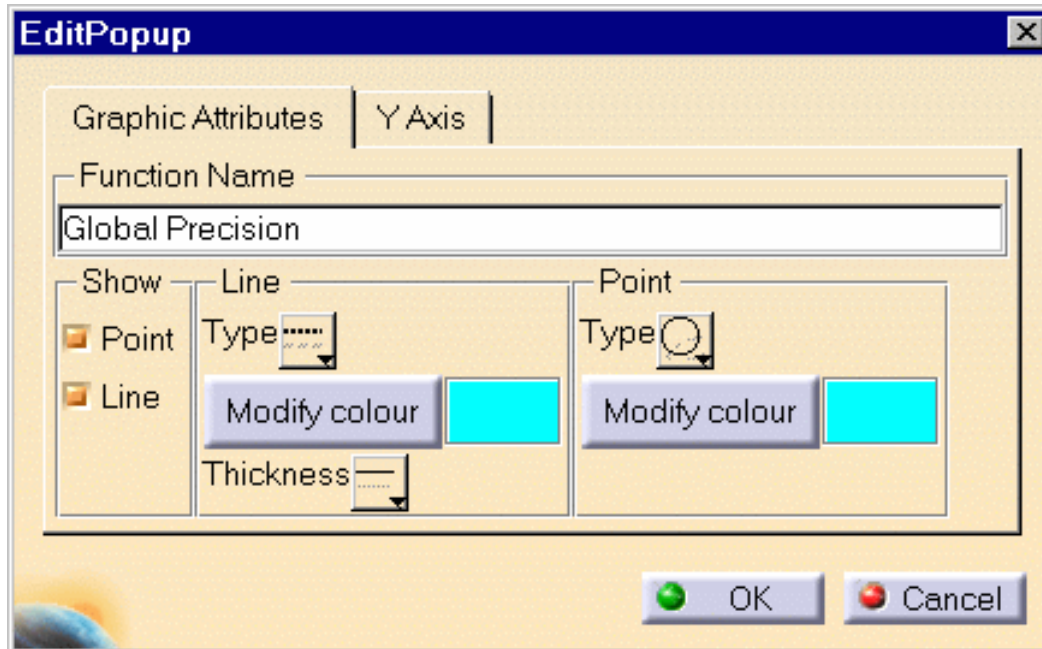 EditPopup
Graphic Attributes
Y Axis
Function Name
Global Precision
Show
Point
Line
Line
Type
Modify colour
Thickness
Point
Type
Modify colour
OK
Cancel